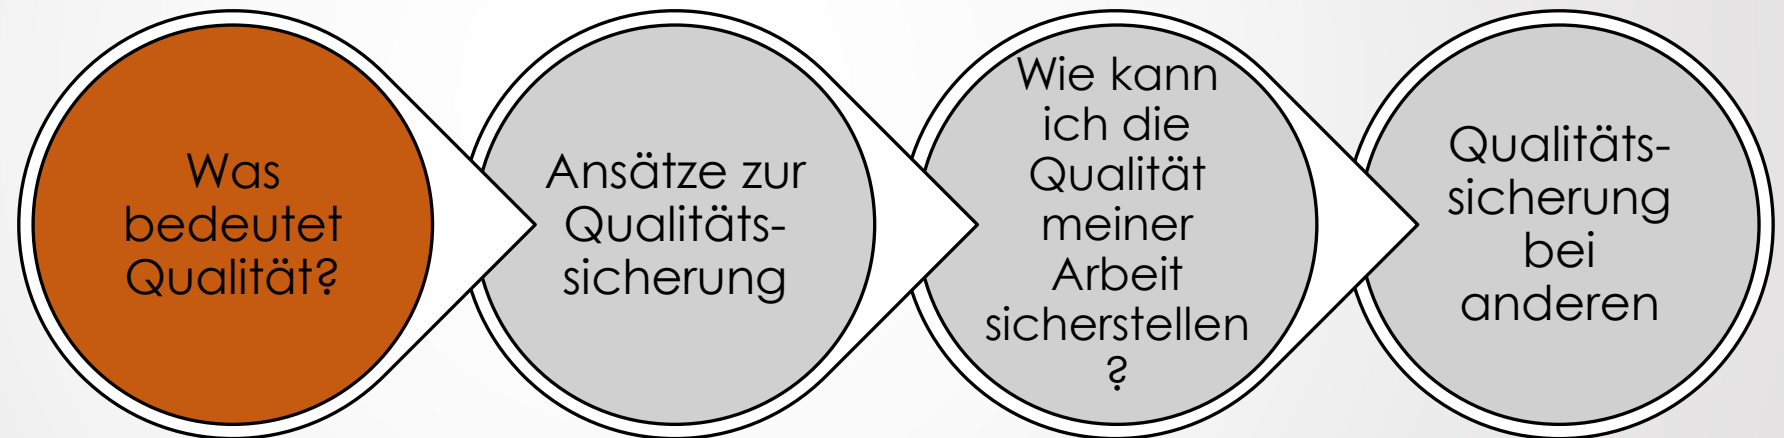 Was
bedeutet
Qualität?
Ansätze zur
Qualitäts-
sicherung
Wie kann
ich die
Qualität
meiner
Arbeit
sicherstellen
?
Qualitäts-
sicherung
bei
anderen